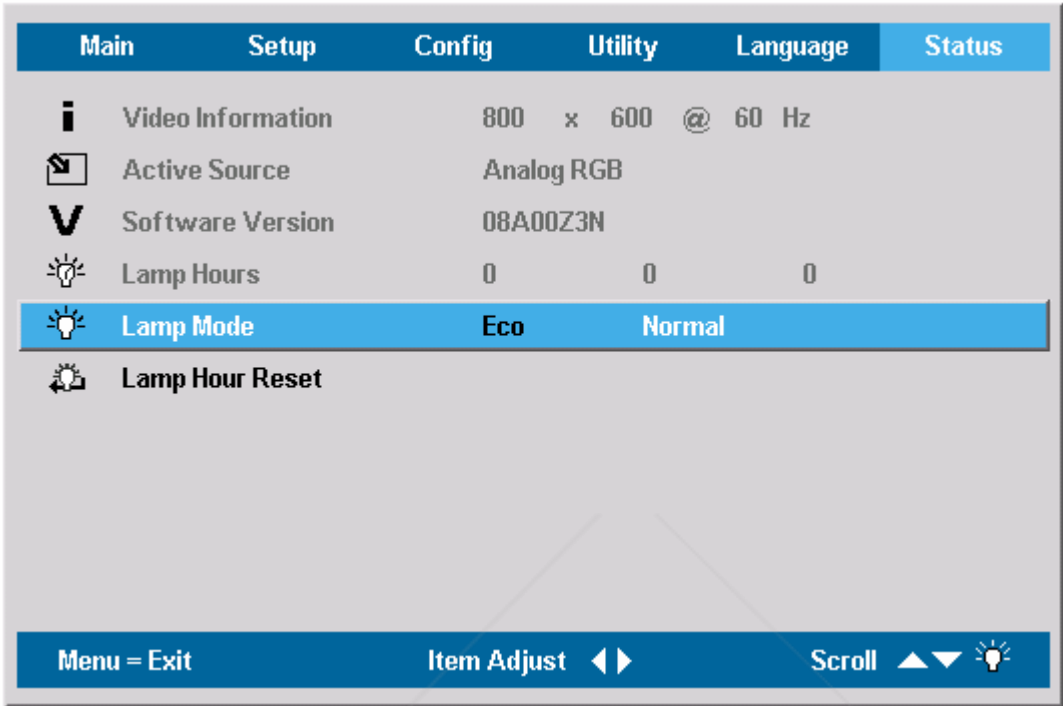 Main Setup Config Utility Language Status
i Video Information 800 x 600 @ 60 Hz
Active Source Analog RGB
V Software Version 08A00Z3N
Lamp Hours 0 0 0
Lamp Mode Eco Normal
Lamp Hour Reset
Menu = Exit Item Adjust Scroll